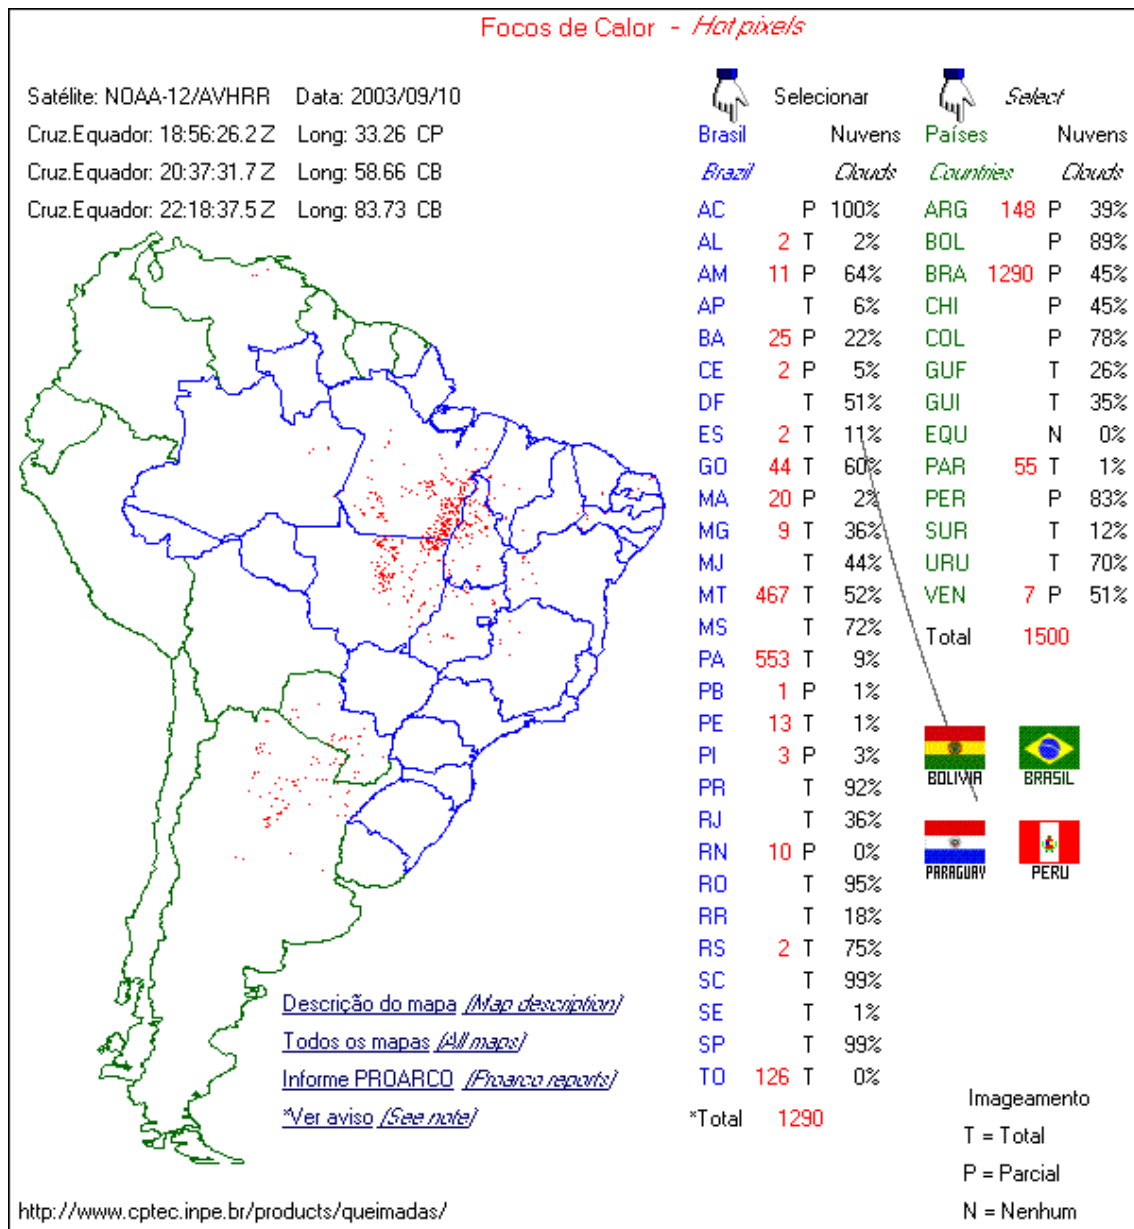 Focos de Calor - Hot pixels
Satélite: NOAA-12/AVHRR Data: 2003/09/10
Cruz.Equador: 18:56:26.2 Z Long: 33.26 CP
Cruz.Equador: 20:37:31.7 Z Long: 58.66 CB
Cruz.Equador: 22:18:37.5 Z Long: 83.73 CB
Selecionar
Brasil Nuvens
Brazil Clouds
AC P 100%
AL 2 T 2%
AM 11 P 64%
AP T 6%
BA 25 P 22%
CE 2 P 5%
DF T 51%
ES 2 T 11%
GO 44 T 60%
MA 20 P 2%
MG 9 T 36%
MJ T 44%
MT 467 T 52%
MS T 72%
PA 553 T 9%
PB 1 P 1%
PE 13 T 1%
PI 3 P 3%
PR T 92%
RJ T 36%
RN 10 P 0%
RO T 95%
RR T 18%
RS 2 T 75%
SC T 99%
SE T 1%
SP T 99%
TO 126 T 0%
*Total 1290
Select
Países Nuvens
Countries Clouds
ARG 148 P 39%
BOL P 89%
BRA 1290 P 45%
CHI P 45%
COL P 78%
GUF T 26%
GUI T 35%
EQU N 0%
PAR 55 T 1%
PER P 83%
SUR T 12%
URU T 70%
VEN 7 P 51%
Total 1500
BOLIVIA BRASIL
PARAGUAY PERU
Descrição do mapa (Map description)
Todos os mapas (All maps)
Informe PROARCO (Proarco reports)
*Ver aviso (See note)
Imageamento
T = Total
P = Parcial
N = Nenhum
http://www.cptec.inpe.br/products/queimadas/